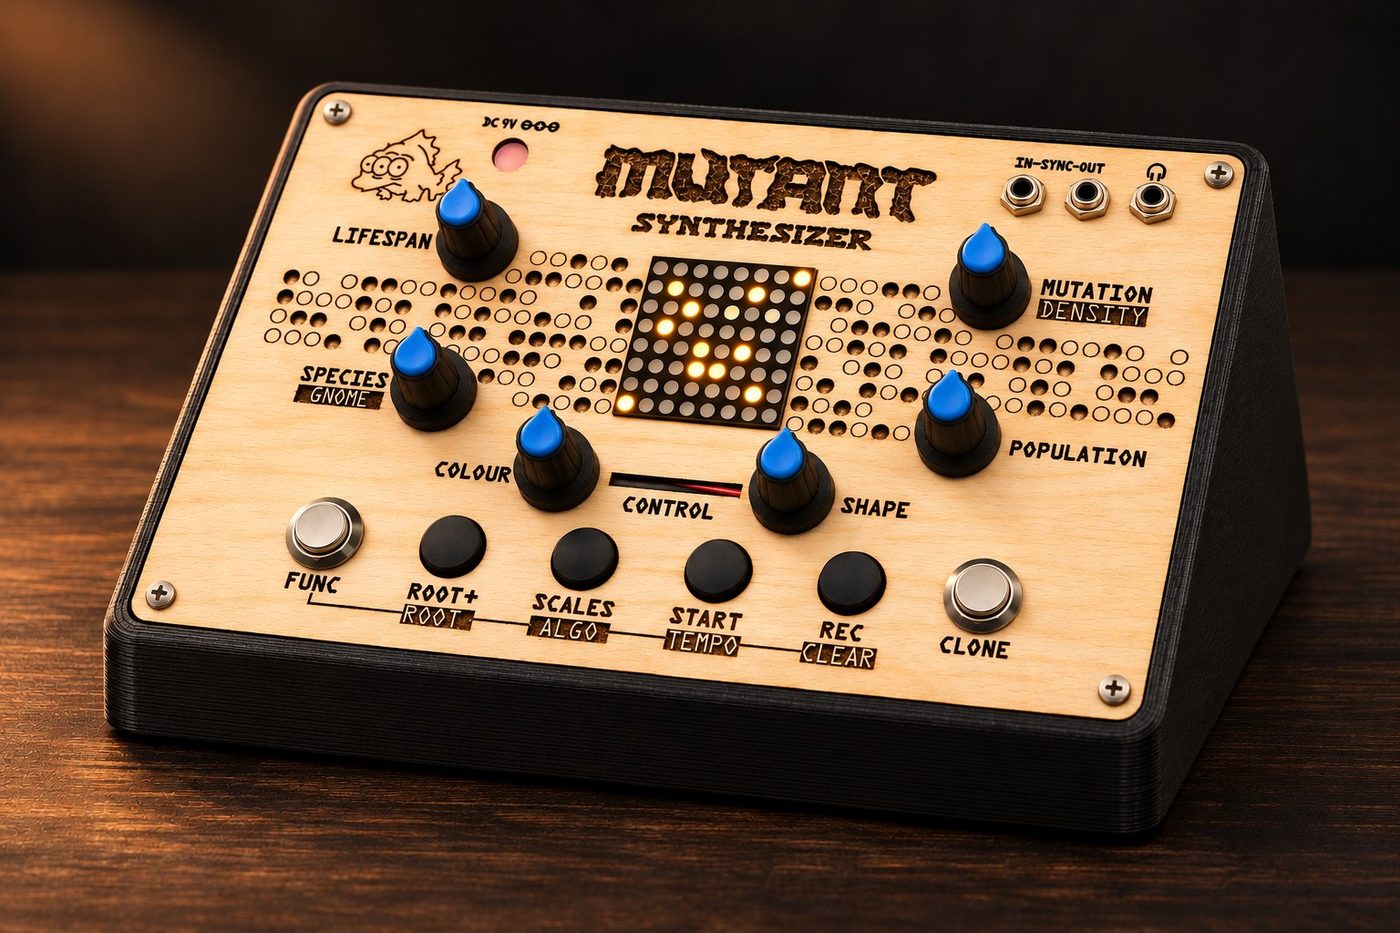 DC 9V
MUTANT
SYNTHESIZER
IN-SYNC-OUT
LIFESPAN
MUTATION
DENSITY
SPECIES
GNOME
COLOUR
CONTROL
SHAPE
POPULATION
FUNC
ROOT+
ROOT
SCALES
ALGO
START
TEMPO
REC
CLEAR
CLONE